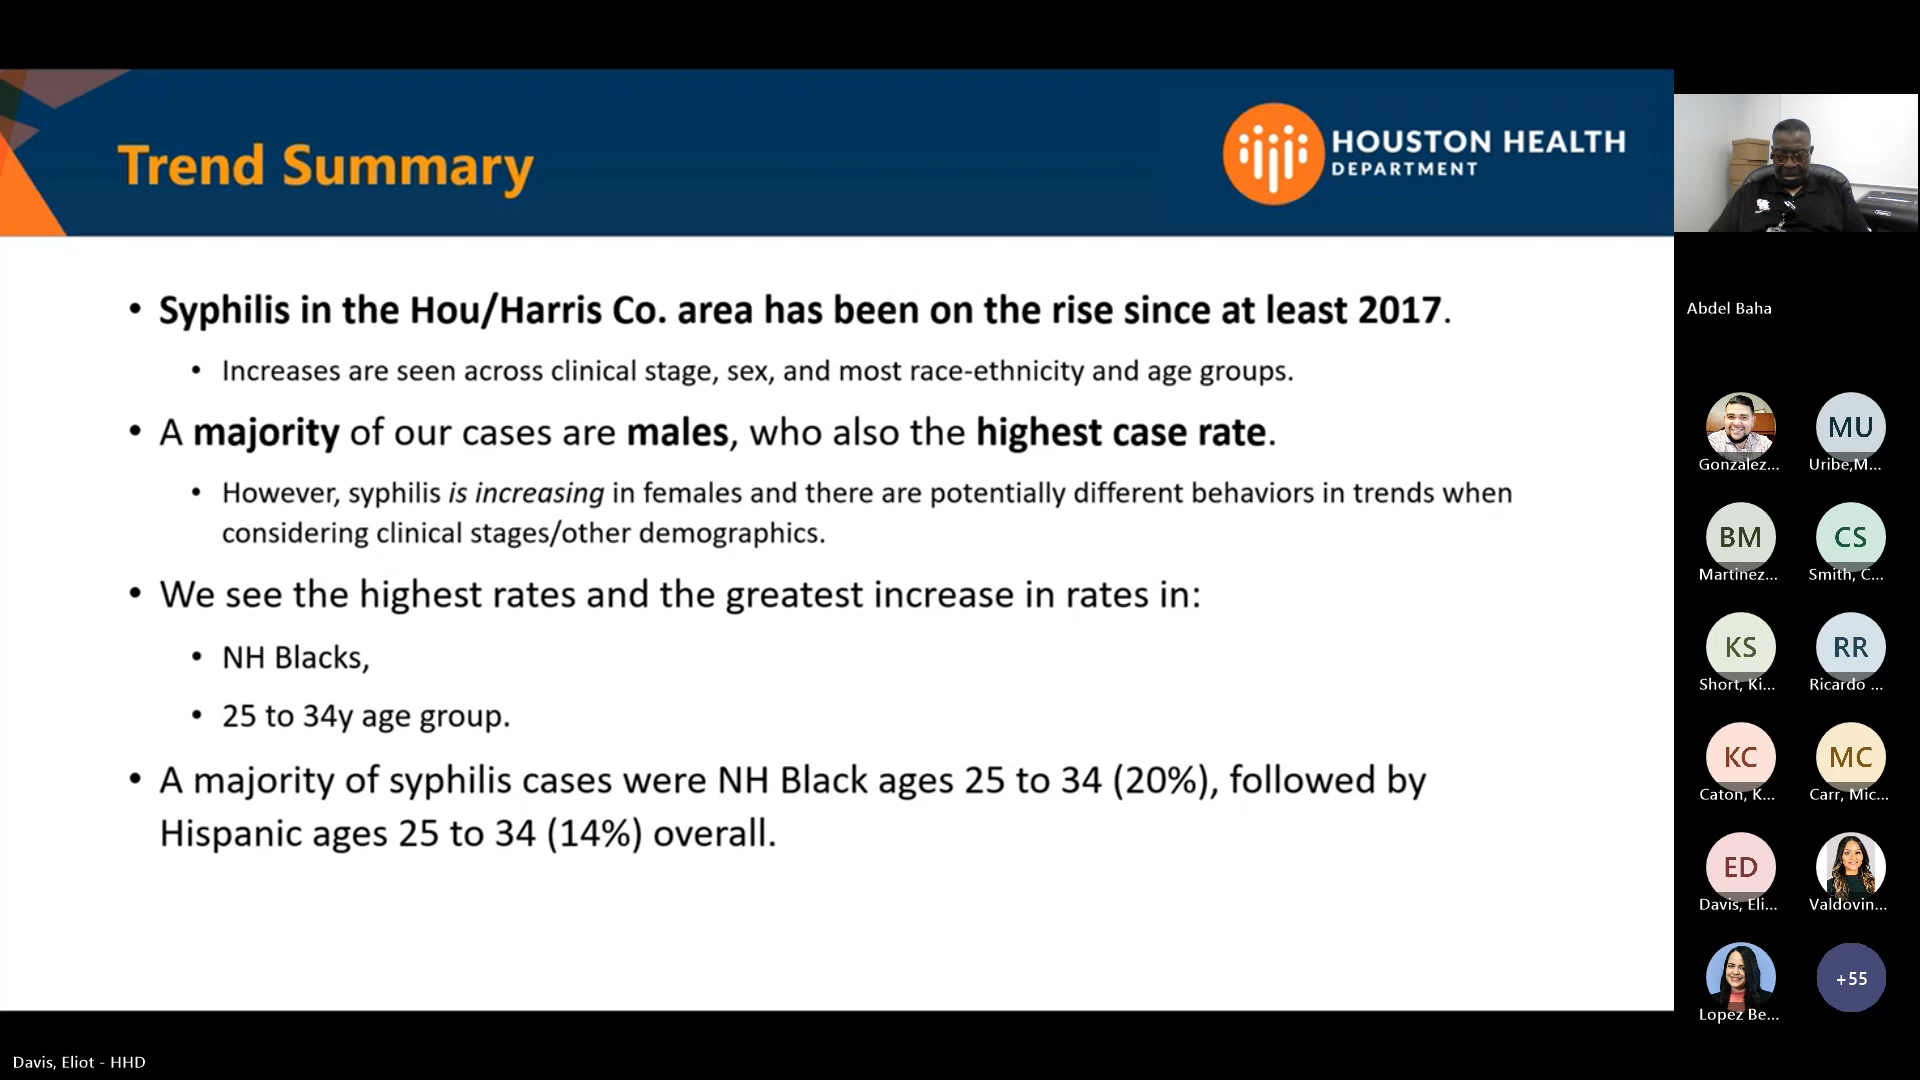 Trend Summary
HOUSTON HEALTH
DEPARTMENT
• Syphilis in the Hou/Harris Co. area has been on the rise since at least 2017.
• Increases are seen across clinical stage, sex, and most race-ethnicity and age groups.
• A majority of our cases are males, who also the highest case rate.
• However, syphilis is increasing in females and there are potentially different behaviors in trends when
considering clinical stages/other demographics.
• We see the highest rates and the greatest increase in rates in:
• NH Blacks,
• 25 to 34y age group.
• A majority of syphilis cases were NH Black ages 25 to 34 (20%), followed by
Hispanic ages 25 to 34 (14%) overall.
Abdel Baha
Gonzalez...
MU
Uribe,M...
BM
Martinez...
CS
Smith, C...
KS
Short, Ki...
RR
Ricardo ...
KC
Caton, K...
MC
Carr, Mic...
ED
Davis, Eli...
Valdovin...
Lopez Be...
+55
Davis, Eliot - HHD